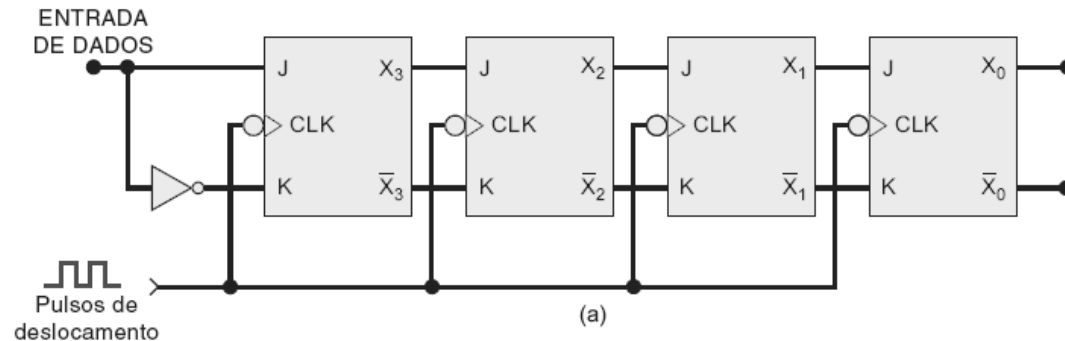 ENTRADA
DE DADOS
J X₃ J X₂ J X₁ J X₀
CLK CLK CLK CLK
K X̅₃ K X̅₂ K X̅₁ K X̅₀
Pulsos de
deslocamento
(a)